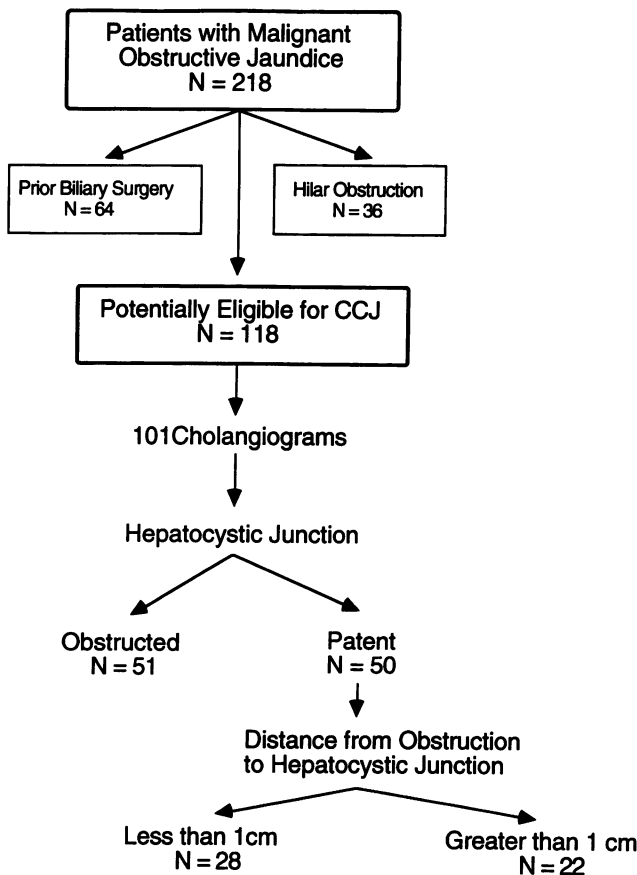 Patients with Malignant
Obstructive Jaundice
N = 218
Prior Biliary Surgery
N = 64
Hilar Obstruction
N = 36
Potentially Eligible for CCJ
N = 118
101Cholangiograms
Hepatocystic Junction
Obstructed
N = 51
Patent
N = 50
Distance from Obstruction
to Hepatocystic Junction
Less than 1cm
N = 28
Greater than 1 cm
N = 22